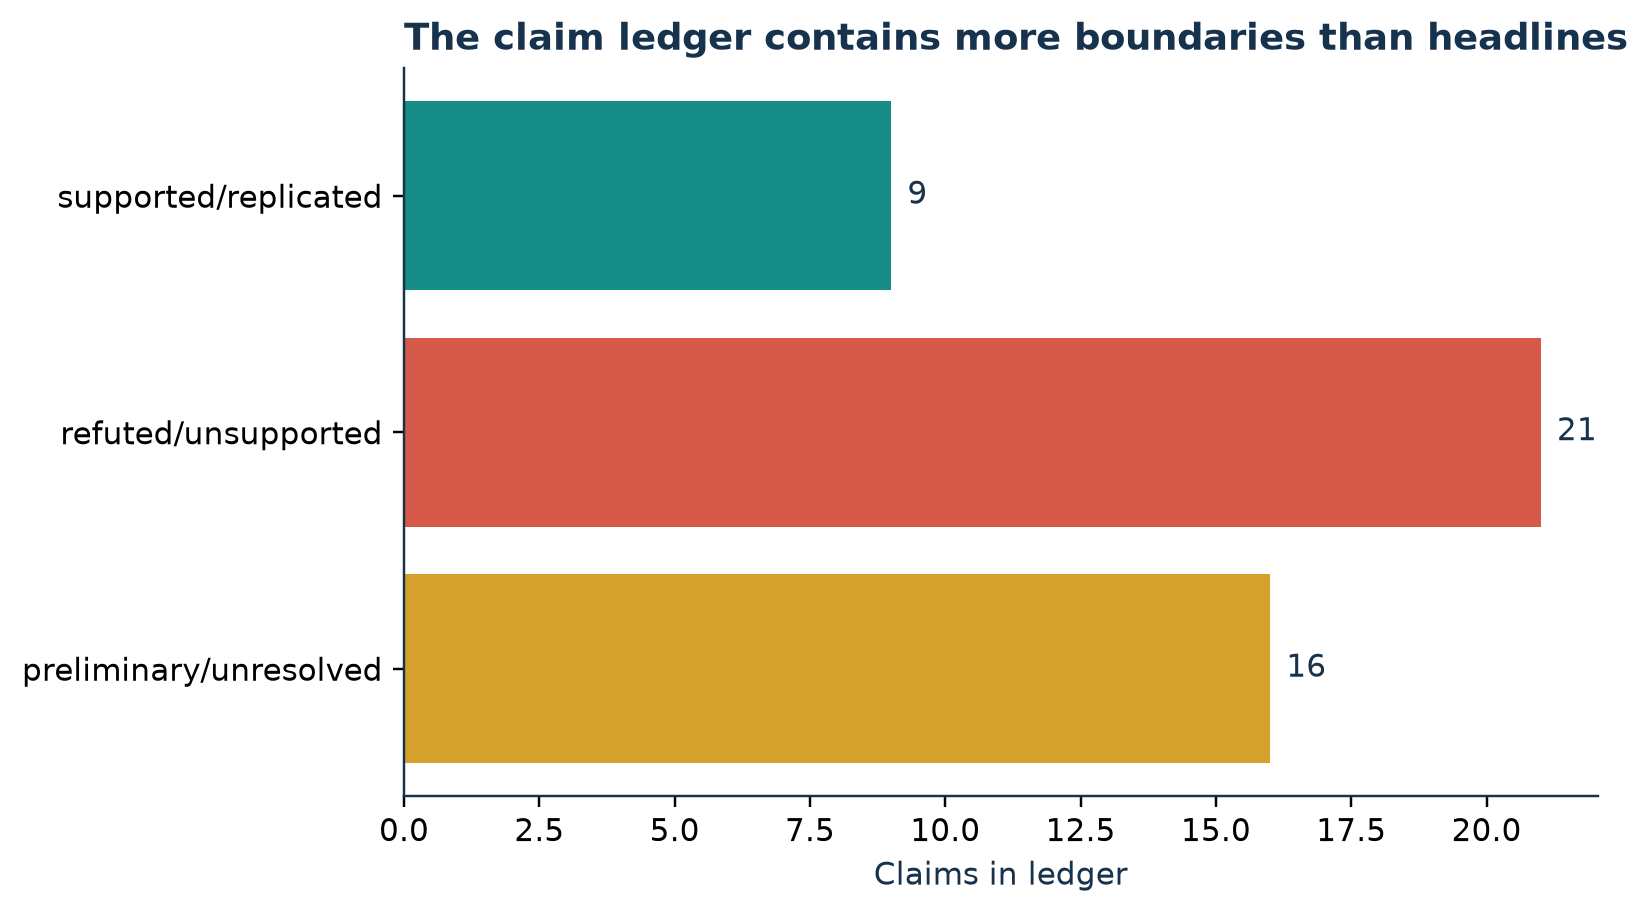 The claim ledger contains more boundaries than headlines
supported/replicated
9
refuted/unsupported
21
preliminary/unresolved
16
0.0 2.5 5.0 7.5 10.0 12.5 15.0 17.5 20.0
Claims in ledger